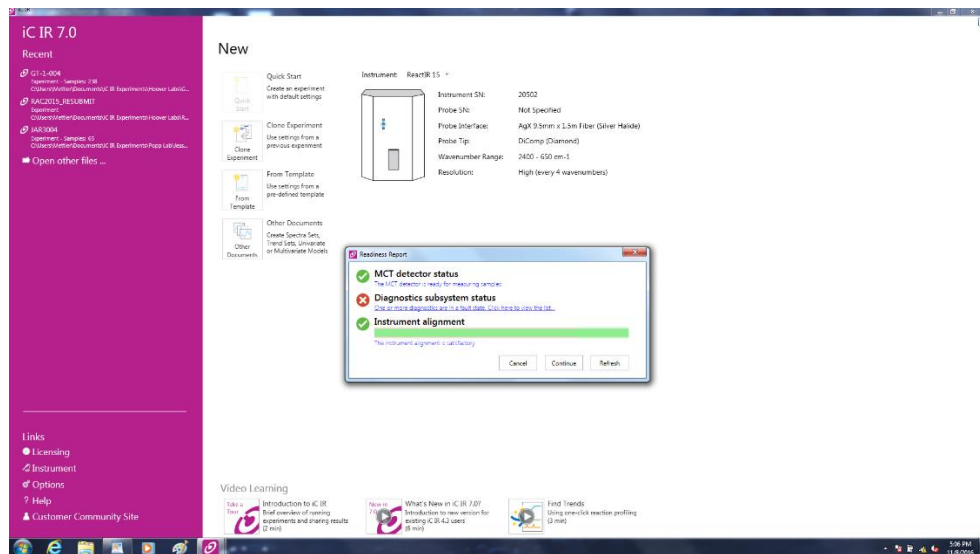 iC IR 7.0
Recent
GT-1-004
Experiment - Samples: 238
RAC2015_RESUBMIT
Experiment
JAR3004
Experiment - Samples: 65
Open other files ...
Links
Licensing
Instrument
Options
? Help
Customer Community Site
New
Quick Start
Quick Start
Create an experiment
with default settings
Clone Experiment
Clone Experiment
Use settings from a
previous experiment
From Template
From Template
Use settings from a
pre-defined template
Other Documents
Other Documents
Create Spectra Sets,
Trend Sets, Univariate
or Multivariate Models
Instrument: ReactIR 15
Instrument SN: 20502
Probe SN: Not Specified
Probe Interface: AgX 9.5mm x 1.5m Fiber (Silver Halide)
Probe Tip: DiComp (Diamond)
Wavenumber Range: 2400 - 650 cm-1
Resolution: High (every 4 wavenumbers)
Readiness Report
MCT detector status
The MCT detector is ready for measuring samples
Diagnostics subsystem status
One or more diagnostics are in a fault state. Click here to view the list...
Instrument alignment
The instrument alignment is satisfactory
Cancel Continue Refresh
Video Learning
Take a Tour
Introduction to iC IR
Brief overview of running
experiments and sharing results
(2 min)
New in 7.0
What's New in iC IR 7.0?
Introduction to new version for
existing iC IR 4.3 users
(6 min)
Find Trends
Using one-click reaction profiling
(3 min)
5:06 PM